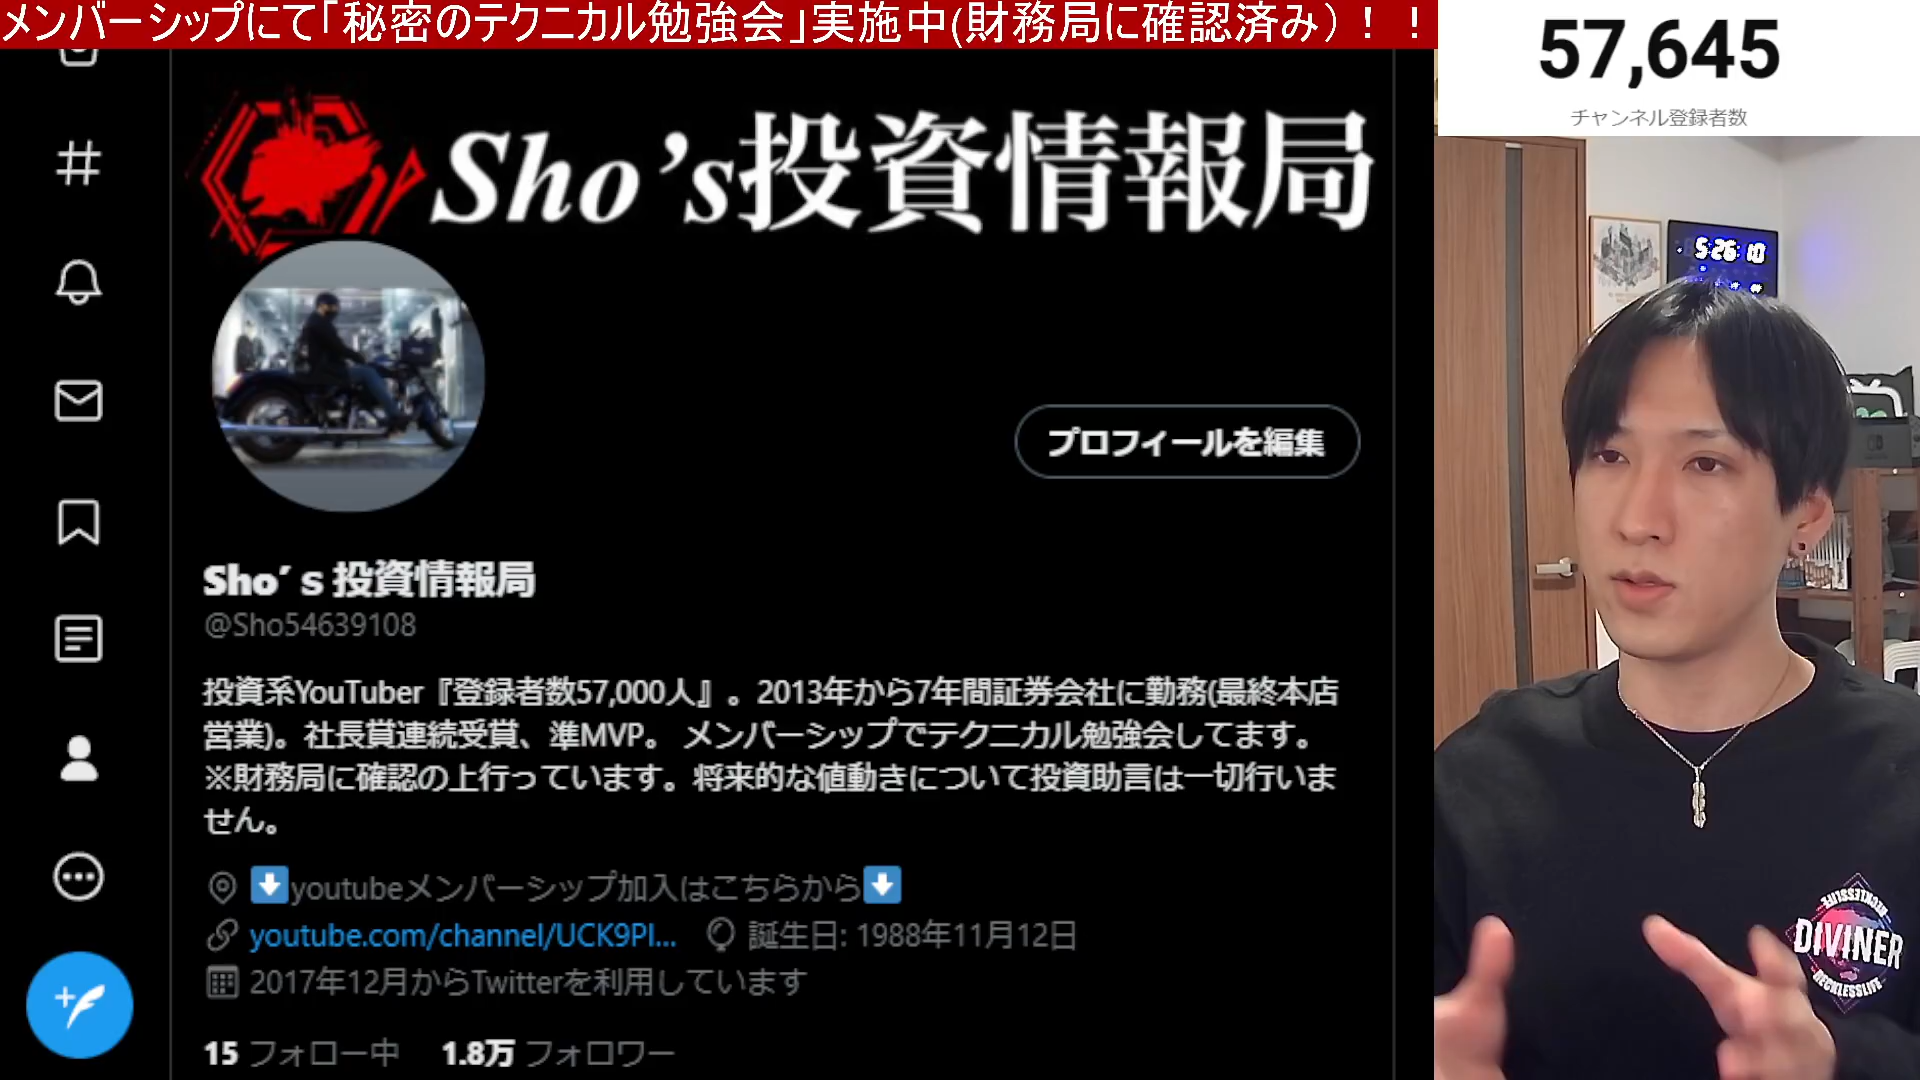 メンバーシップにて「秘密のテクニカル勉強会」実施中(財務局に確認済み）！！
57,645
チャンネル登録者数
Sho’s投資情報局
5:26 10
プロフィールを編集
Sho´ｓ投資情報局
@Sho54639108
投資系YouTuber『登録者数57,000人』。2013年から7年間証券会社に勤務(最終本店
営業)。社長賞連続受賞、準MVP。 メンバーシップでテクニカル勉強会してます。
※財務局に確認の上行っています。将来的な値動きについて投資助言は一切行いま
せん。
⬇youtubeメンバーシップ加入はこちらから⬇
youtube.com/channel/UCK9PI... 誕生日: 1988年11月12日
2017年12月からTwitterを利用しています
15 フォロー中 1.8万 フォロワー
RECKLESSLIFE
DIVINER
RECKLESSLIFE